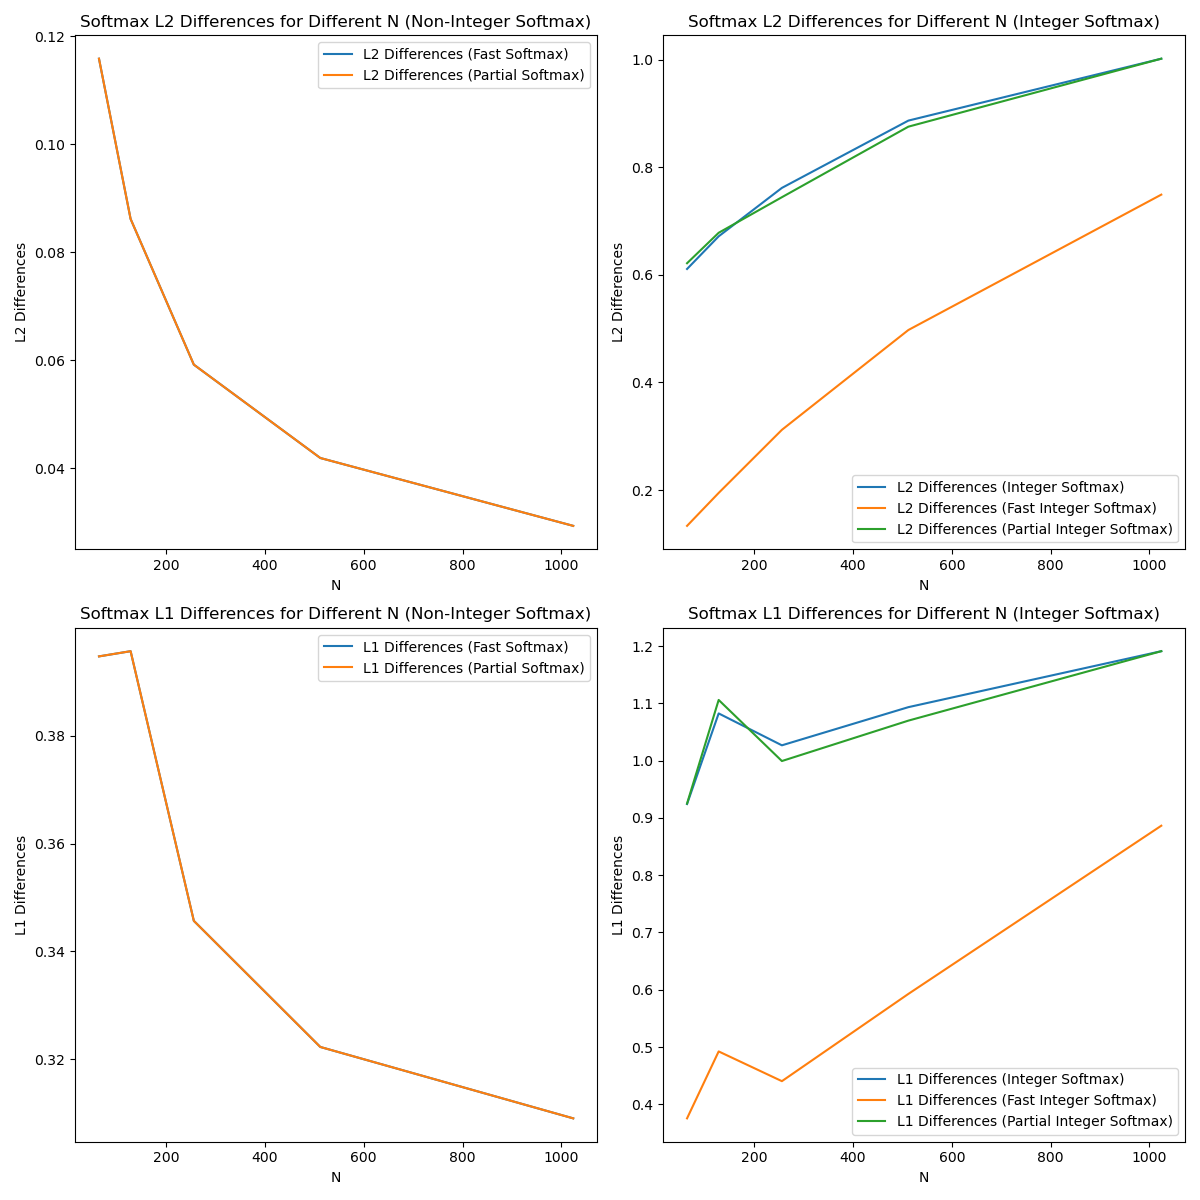 Softmax L2 Differences for Different N (Non-Integer Softmax)
L2 Differences (Fast Softmax)
L2 Differences (Partial Softmax)
0.12
0.10
0.08
0.06
0.04
L2 Differences
200
400
600
800
1000
N
Softmax L2 Differences for Different N (Integer Softmax)
1.0
0.8
0.6
0.4
0.2
L2 Differences
L2 Differences (Integer Softmax)
L2 Differences (Fast Integer Softmax)
L2 Differences (Partial Integer Softmax)
200
400
600
800
1000
N
Softmax L1 Differences for Different N (Non-Integer Softmax)
L1 Differences (Fast Softmax)
L1 Differences (Partial Softmax)
0.38
0.36
0.34
0.32
L1 Differences
200
400
600
800
1000
N
Softmax L1 Differences for Different N (Integer Softmax)
1.2
1.1
1.0
0.9
0.8
0.7
0.6
0.5
0.4
L1 Differences
L1 Differences (Integer Softmax)
L1 Differences (Fast Integer Softmax)
L1 Differences (Partial Integer Softmax)
200
400
600
800
1000
N